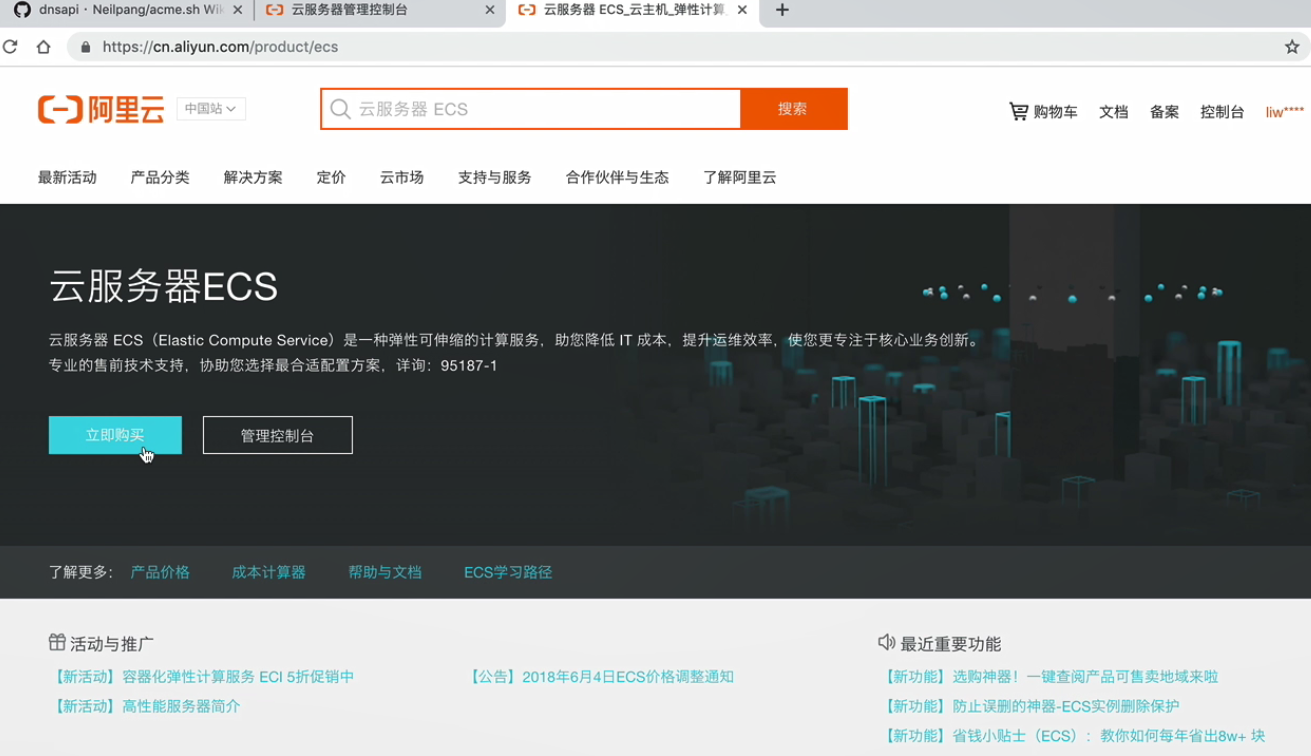 dnsapi · Neilpang/acme.sh Wi
云服务器管理控制台
云服务器 ECS_云主机_弹性计算
https://cn.aliyun.com/product/ecs
阿里云
中国站
云服务器 ECS
搜索
购物车 文档 备案 控制台 liw****
最新活动 产品分类 解决方案 定价 云市场 支持与服务 合作伙伴与生态 了解阿里云
云服务器ECS
云服务器 ECS（Elastic Compute Service）是一种弹性可伸缩的计算服务，助您降低 IT 成本，提升运维效率，使您更专注于核心业务创新。
专业的售前技术支持，协助您选择最合适配置方案，详询：95187-1
立即购买 管理控制台
了解更多： 产品价格 成本计算器 帮助与文档 ECS学习路径
活动与推广
【新活动】容器化弹性计算服务 ECI 5折促销中
【新活动】高性能服务器简介
【公告】2018年6月4日ECS价格调整通知
最近重要功能
【新功能】选购神器！一键查阅产品可售卖地域来啦
【新功能】防止误删的神器-ECS实例删除保护
【新功能】省钱小贴士（ECS）：教你如何每年省出8w+ 块